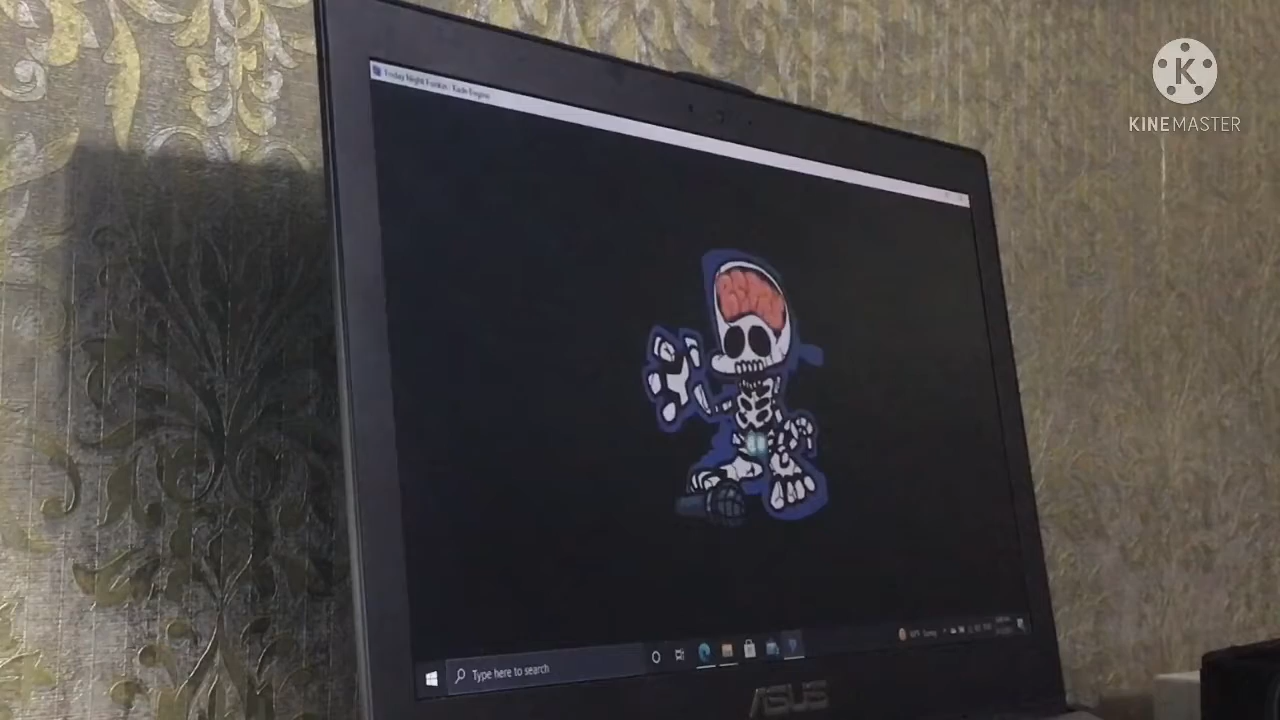 Friday Night Funkin': Kade Engine
KINEMASTER
Type here to search
ASUS